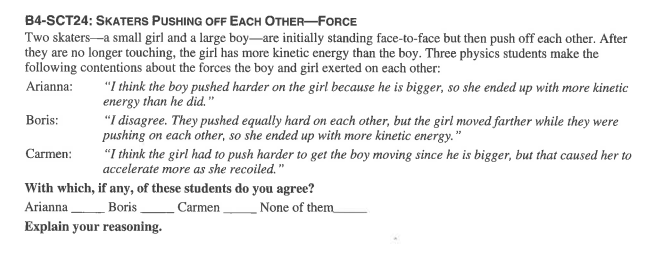 B4-SCT24: SKATERS PUSHING OFF EACH OTHER—FORCE
Two skaters—a small girl and a large boy—are initially standing face-to-face but then push off each other. After
they are no longer touching, the girl has more kinetic energy than the boy. Three physics students make the
following contentions about the forces the boy and girl exerted on each other:
Arianna: "I think the boy pushed harder on the girl because he is bigger, so she ended up with more kinetic
energy than he did."
Boris: "I disagree. They pushed equally hard on each other, but the girl moved farther while they were
pushing on each other, so she ended up with more kinetic energy."
Carmen: "I think the girl had to push harder to get the boy moving since he is bigger, but that caused her to
accelerate more as she recoiled."
With which, if any, of these students do you agree?
Arianna _____ Boris _____ Carmen _____ None of them_____
Explain your reasoning.